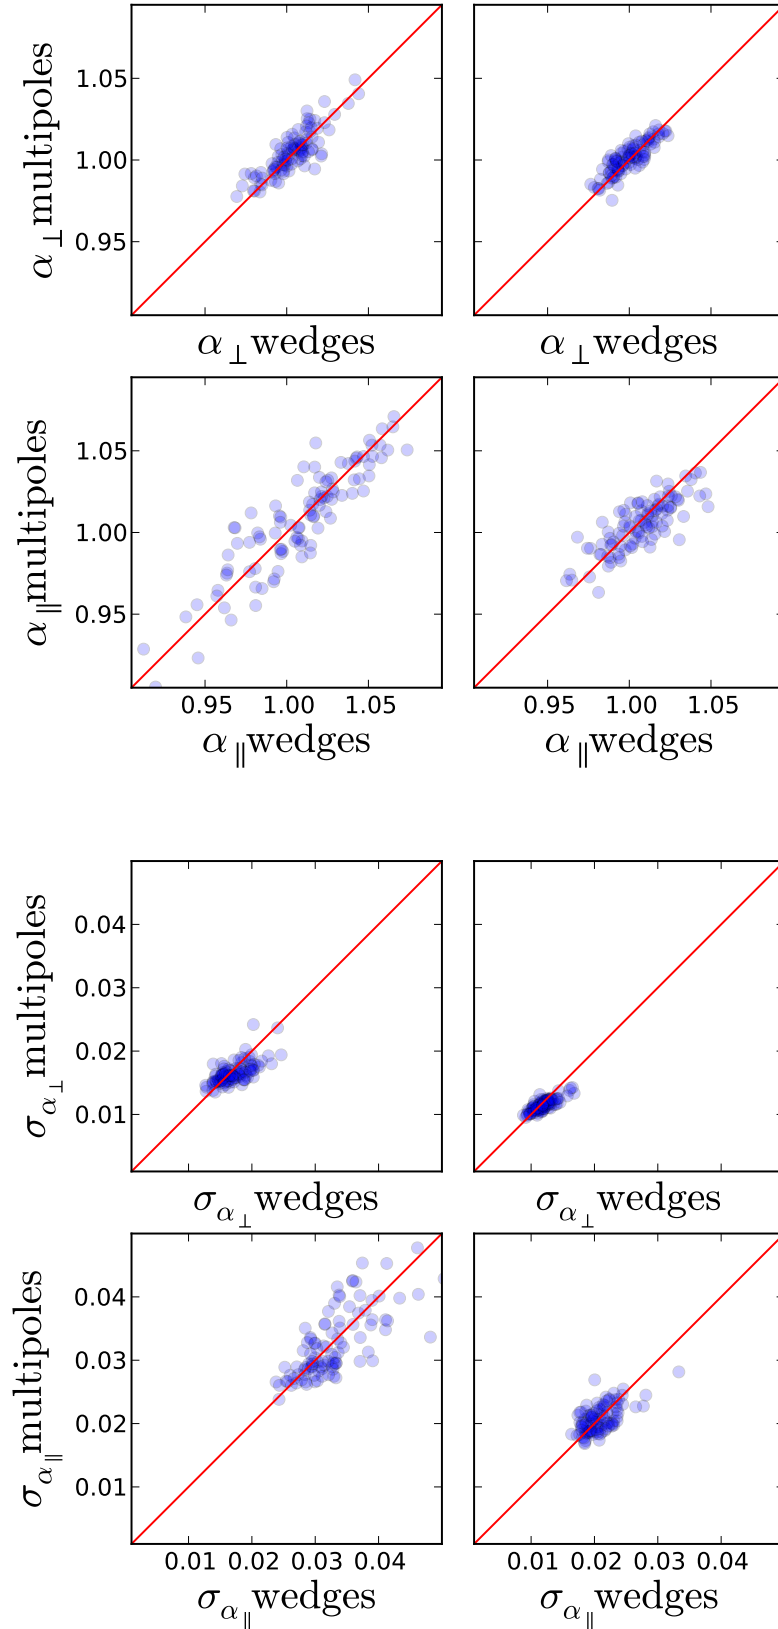 1.05
1.00
0.95
α⊥ multipoles
α⊥ wedges
α⊥ wedges
1.05
1.00
0.95
α∥ multipoles
0.95 1.00 1.05
0.95 1.00 1.05
α∥ wedges
α∥ wedges
0.04
0.03
0.02
0.01
σα⊥ multipoles
σα⊥ wedges
σα⊥ wedges
0.04
0.03
0.02
0.01
σα∥ multipoles
0.01 0.02 0.03 0.04
0.01 0.02 0.03 0.04
σα∥ wedges
σα∥ wedges